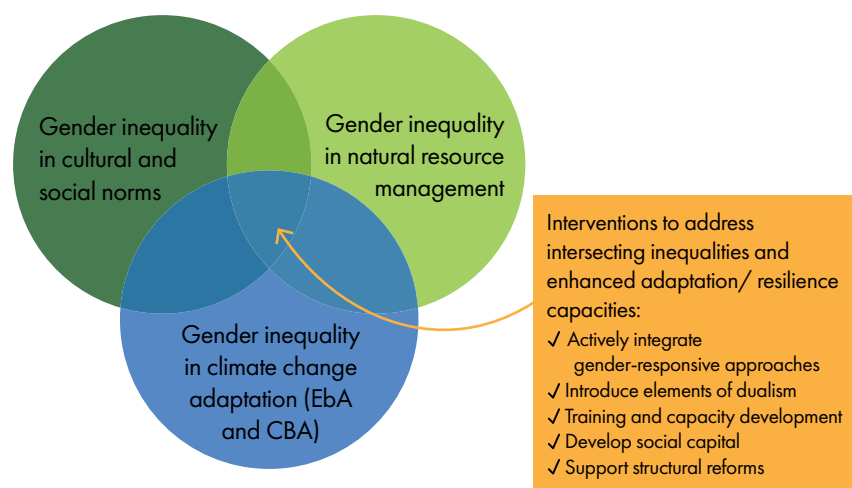 Gender inequality
in cultural and
social norms
Gender inequality
in natural resource
management
Gender inequality
in climate change
adaptation (EbA
and CBA)
Interventions to address
intersecting inequalities and
enhanced adaptation/ resilience
capacities:
✓ Actively integrate
gender-responsive approaches
✓ Introduce elements of dualism
✓ Training and capacity development
✓ Develop social capital
✓ Support structural reforms